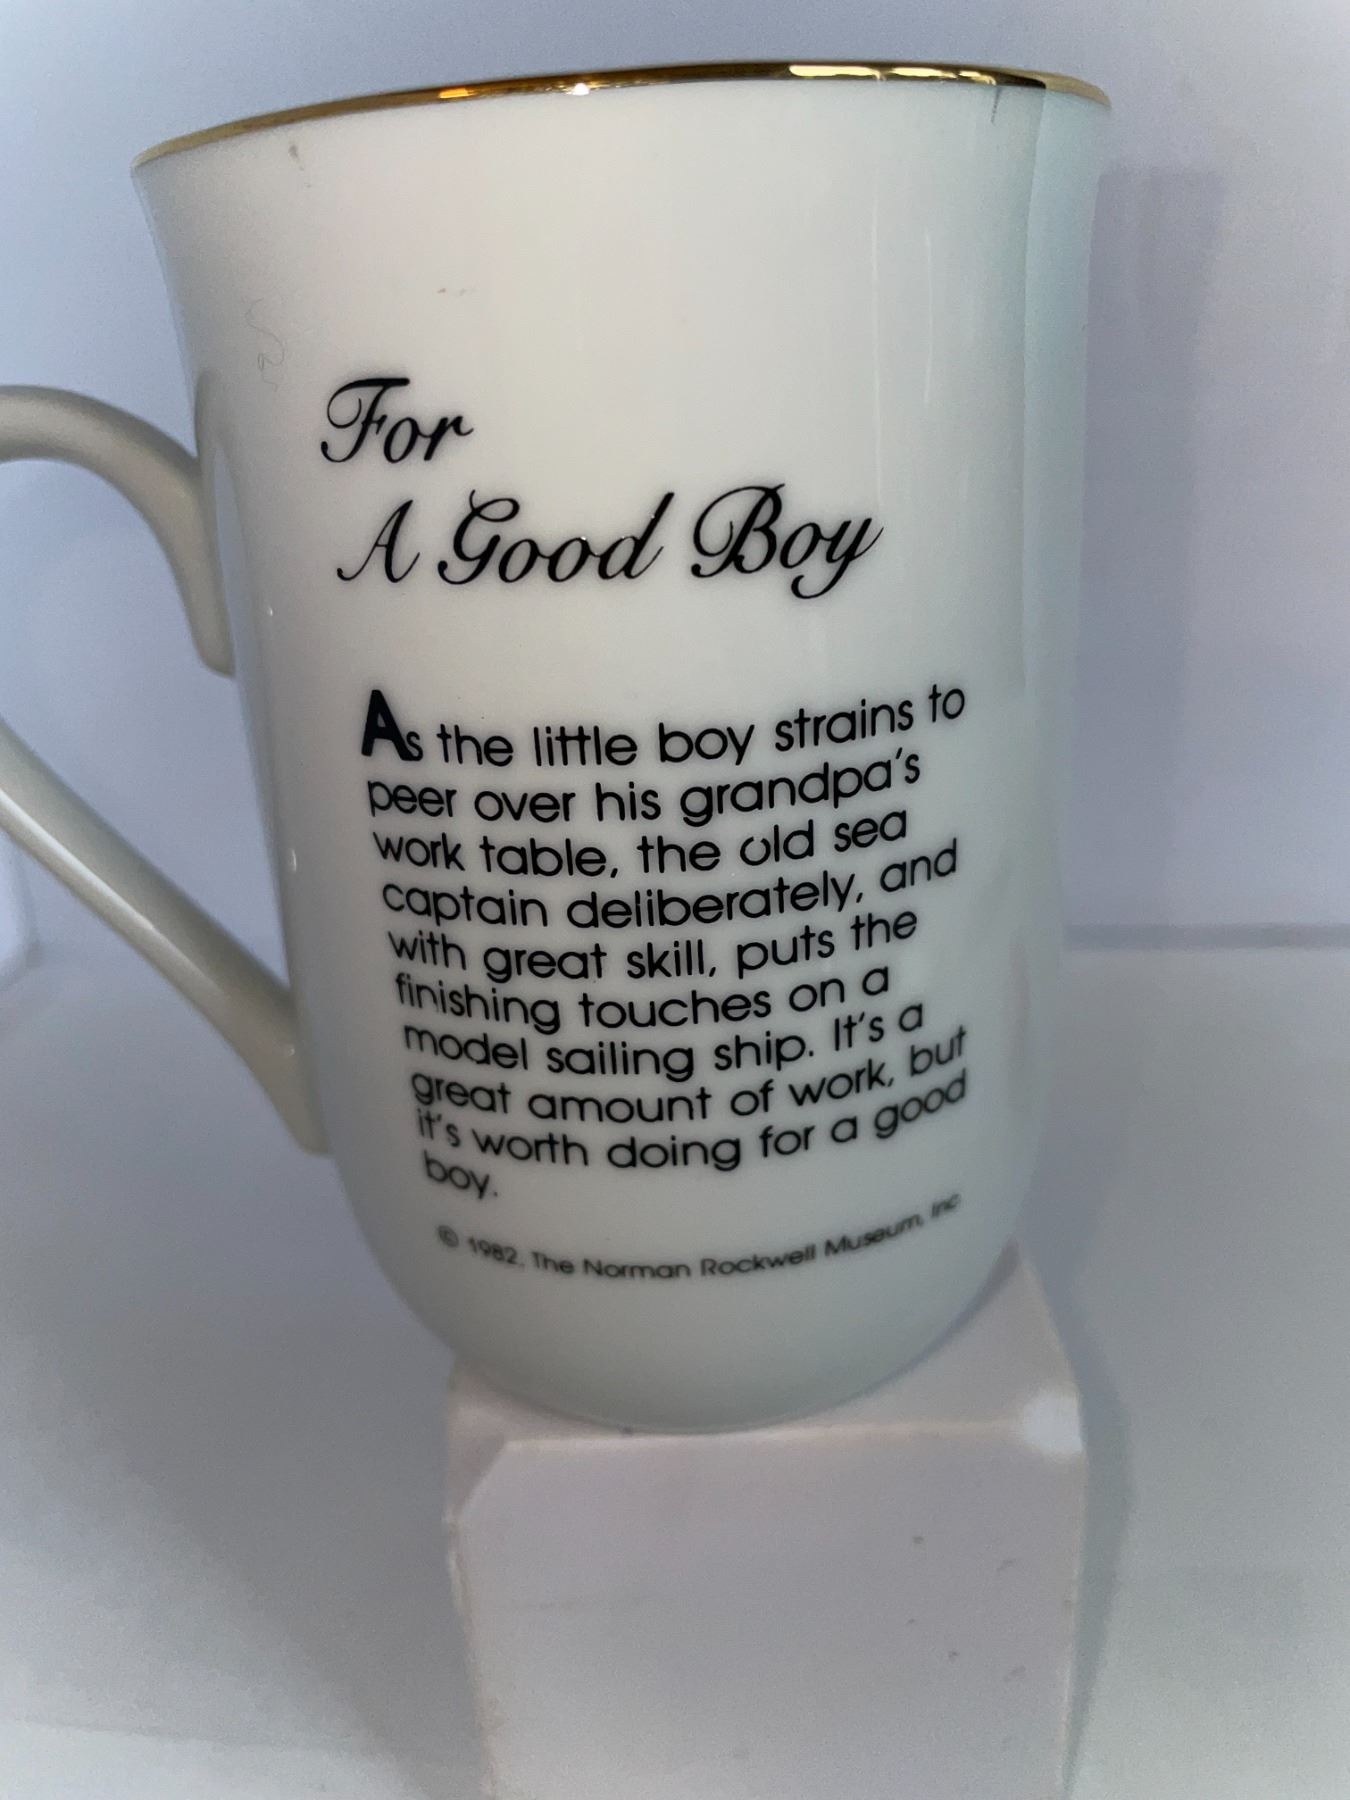 For
A Good Boy
As the little boy strains to
peer over his grandpa's
work table, the old sea
captain deliberately, and
with great skill, puts the
finishing touches on a
model sailing ship. It's a
great amount of work, but
it's worth doing for a good
boy.
© 1982, The Norman Rockwell Museum, Inc